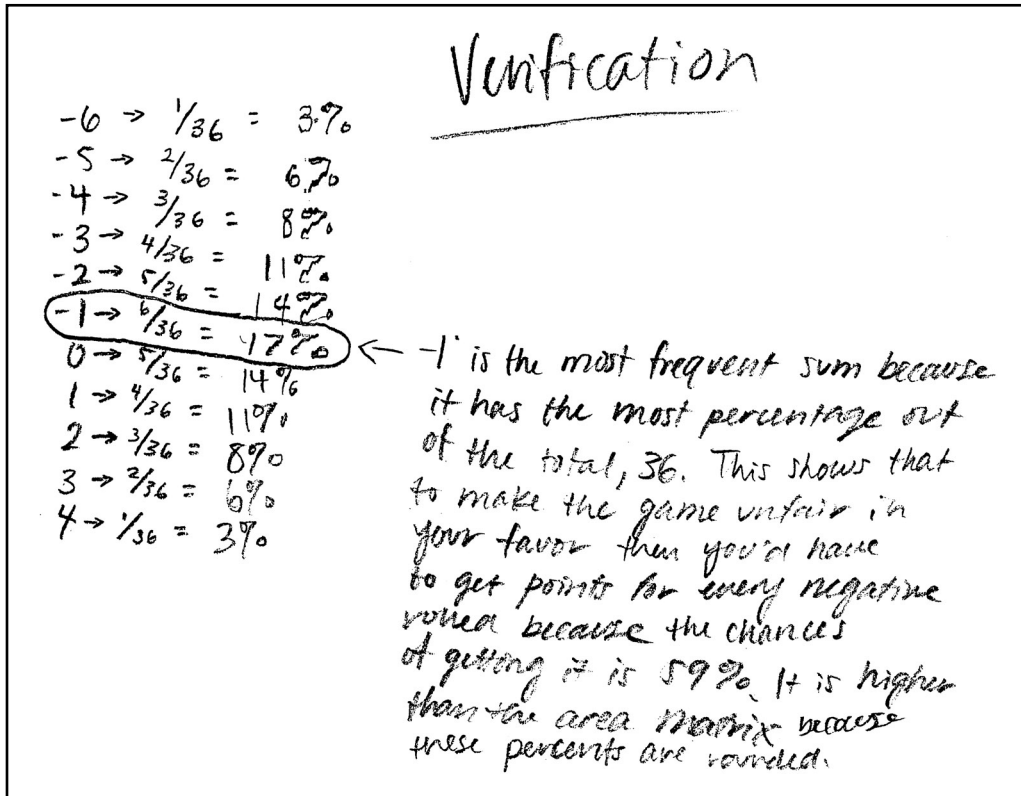 Verification
-6 → 1/36 = 3%
-5 → 2/36 = 6%
-4 → 3/36 = 8%
-3 → 4/36 = 11%
-2 → 5/36 = 14%
-1 → 6/36 = 17%
0 → 5/36 = 14%
1 → 4/36 = 11%
2 → 3/36 = 8%
3 → 2/36 = 6%
4 → 1/36 = 3%
← -1 is the most frequent sum because
it has the most percentage out
of the total, 36. This shows that
to make the game unfair in
your favor then you'd have
to get points for every negative
rolled because the chances
of getting it is 59%. It is higher
than the area matrix because
these percents are rounded.